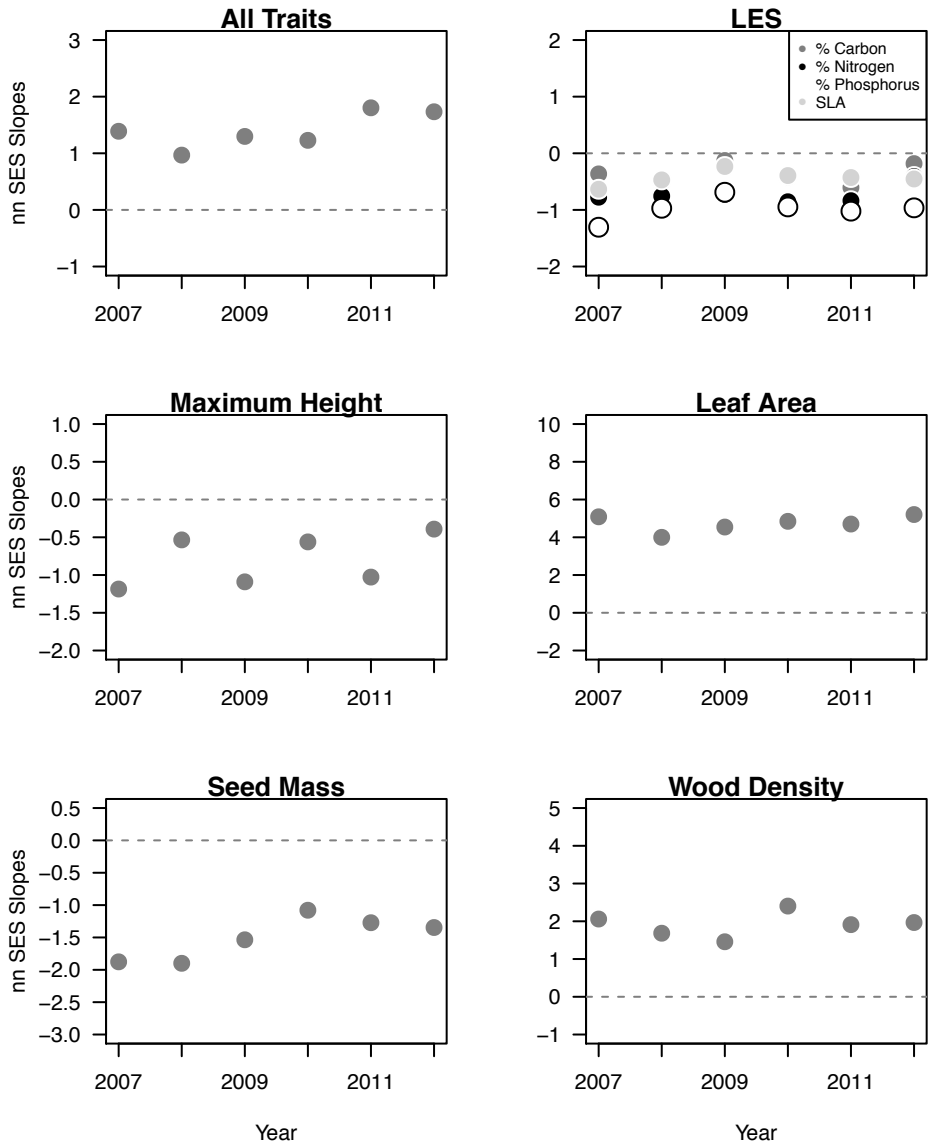 All Traits
3
2
1
0
−1
nn SES Slopes
2007 2009 2011
LES
2
1
0
−1
−2
% Carbon
% Nitrogen
% Phosphorus
SLA
2007 2009 2011
Maximum Height
1.0
0.5
0.0
−0.5
−1.0
−1.5
−2.0
nn SES Slopes
2007 2009 2011
Leaf Area
10
8
6
4
2
0
−2
2007 2009 2011
Seed Mass
0.5
0.0
−0.5
−1.0
−1.5
−2.0
−2.5
−3.0
nn SES Slopes
2007 2009 2011
Year
Wood Density
5
4
3
2
1
0
−1
2007 2009 2011
Year